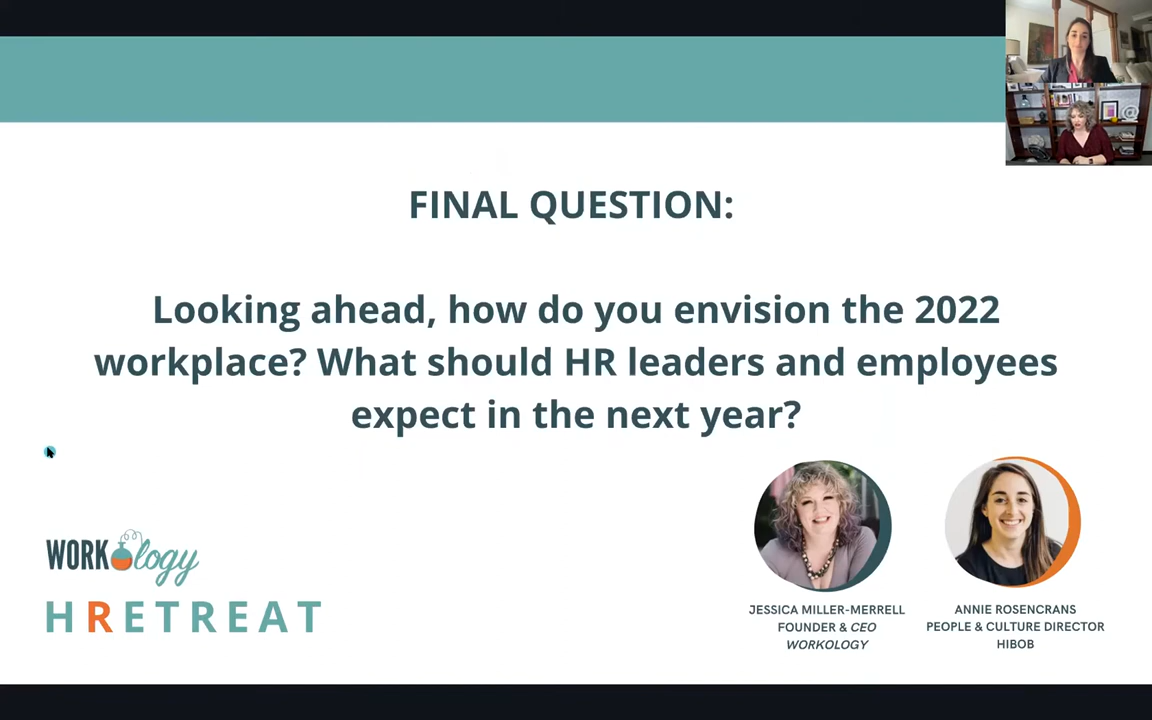 FINAL QUESTION:
Looking ahead, how do you envision the 2022
workplace? What should HR leaders and employees
expect in the next year?
WORKology
HRETREAT
JESSICA MILLER-MERRELL
FOUNDER & CEO
WORKOLOGY
ANNIE ROSENCRANS
PEOPLE & CULTURE DIRECTOR
HIBOB